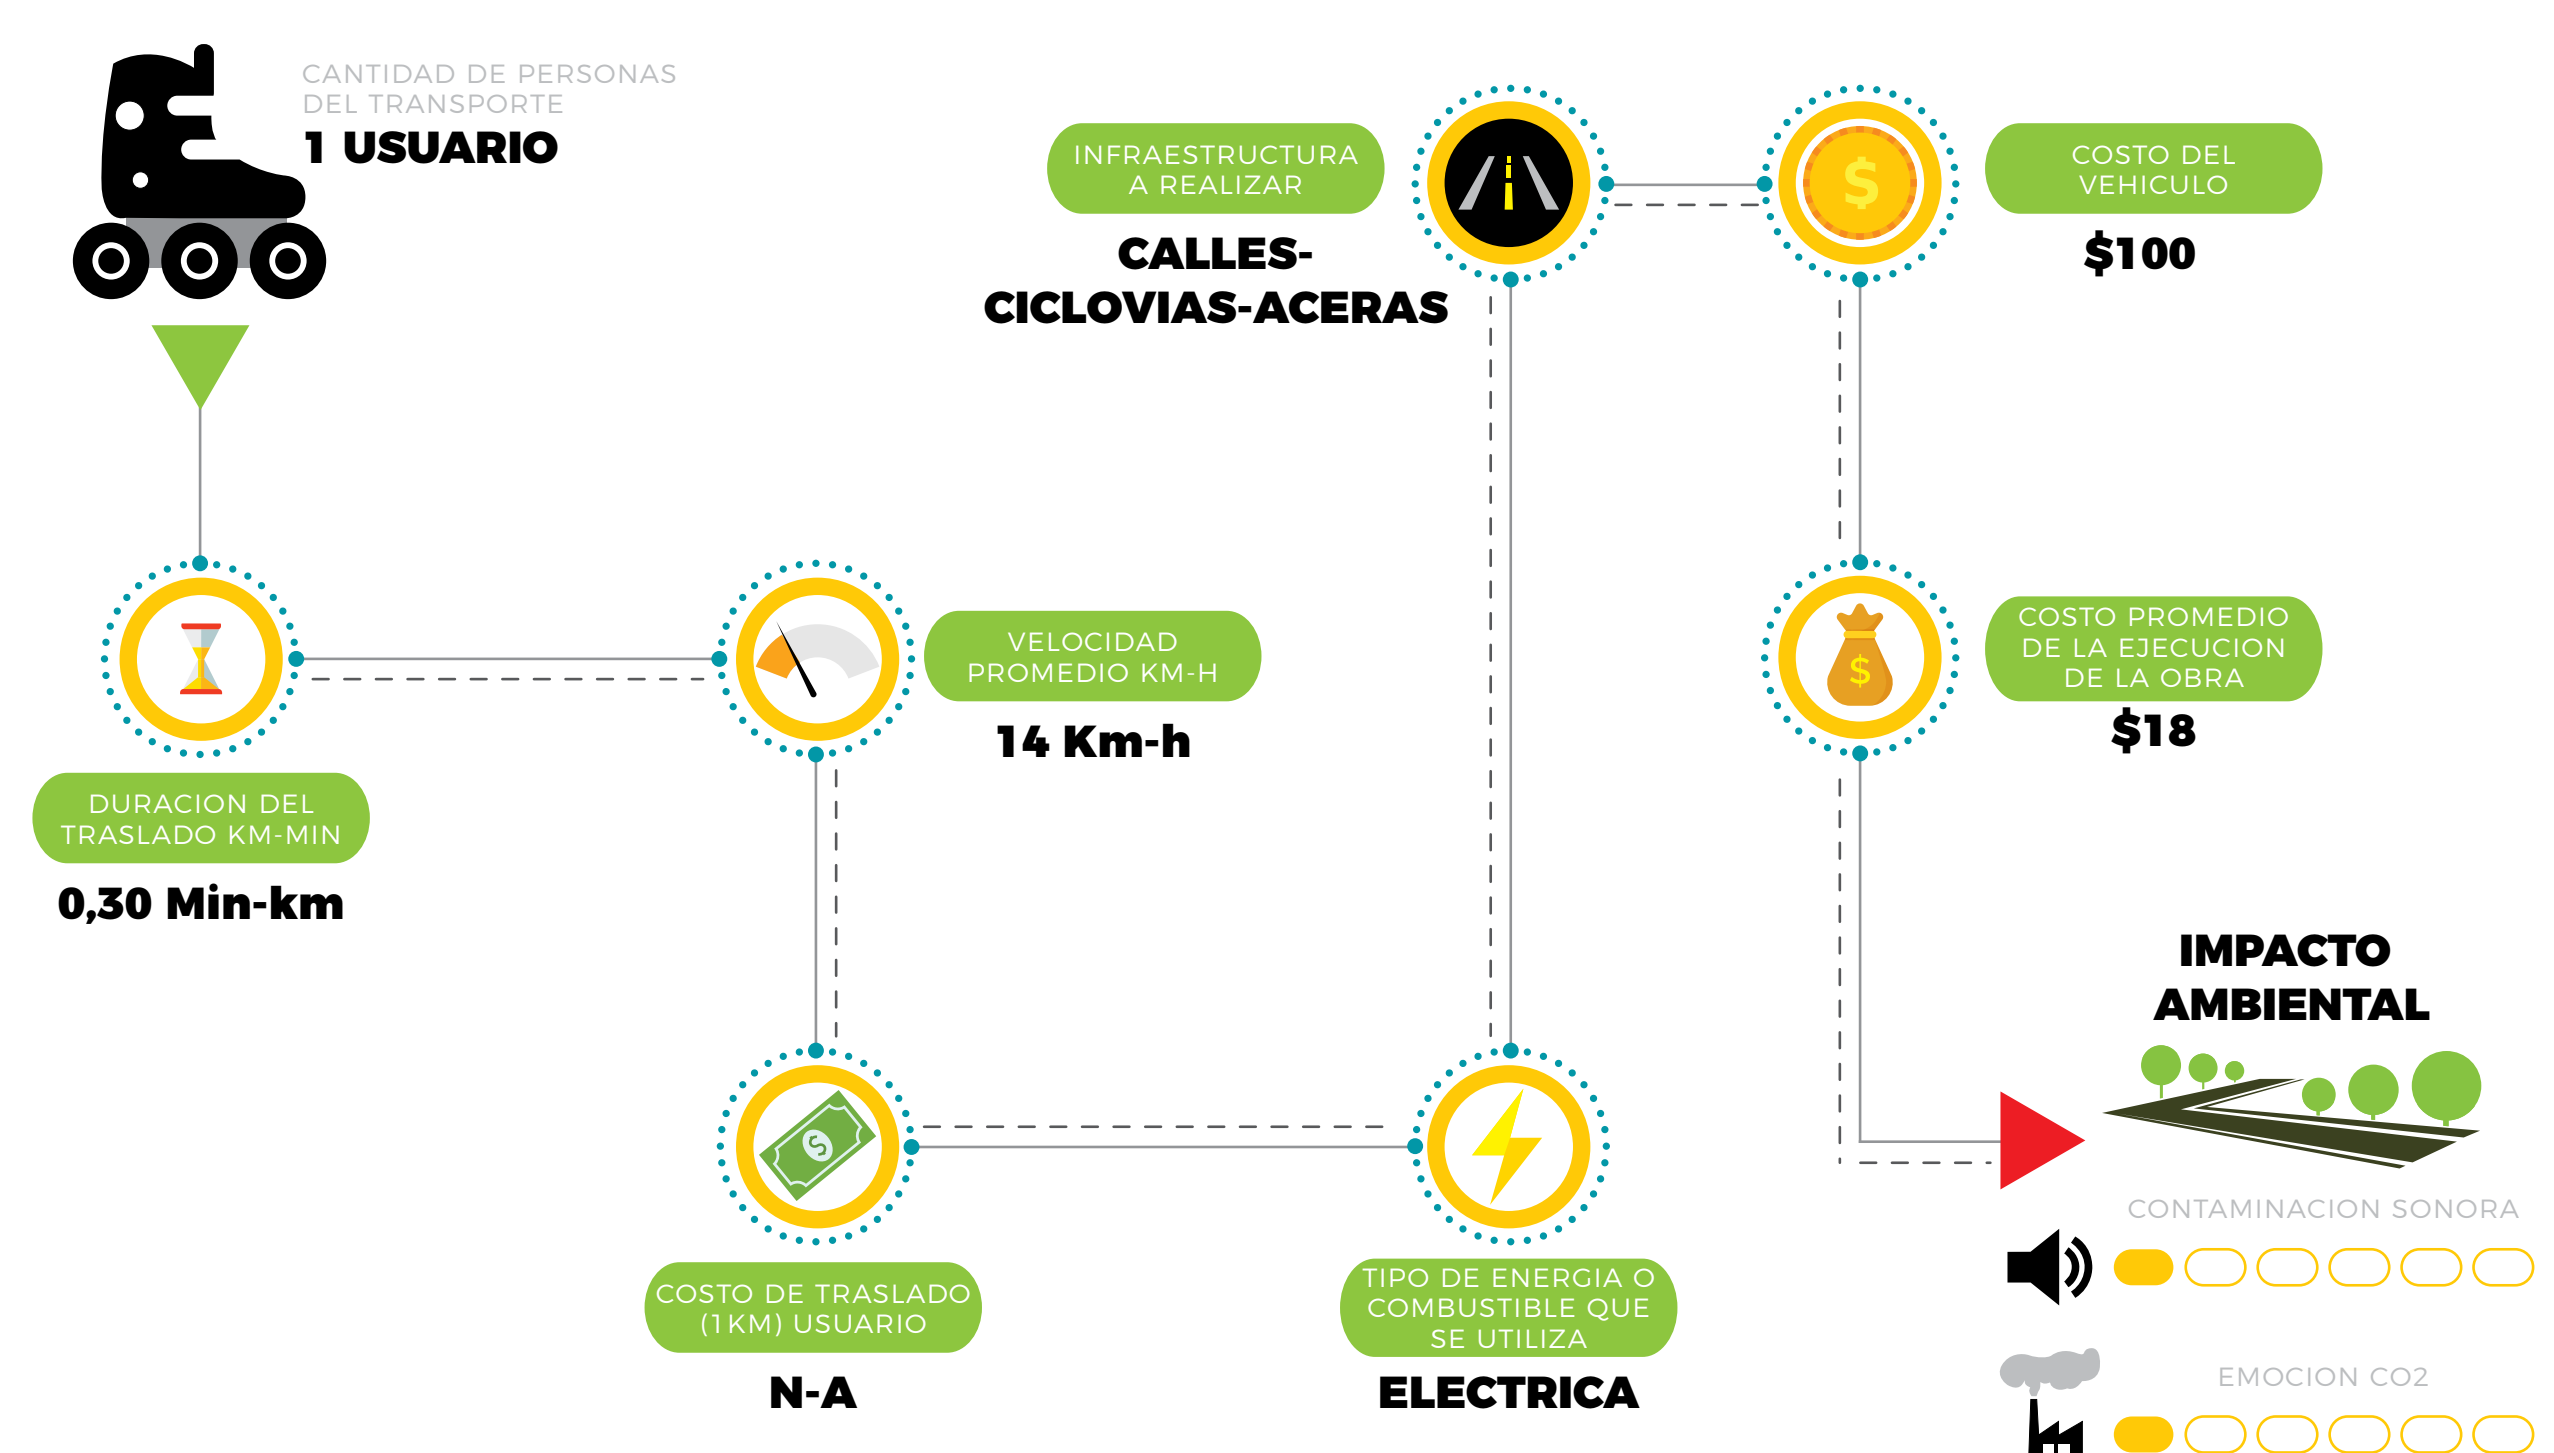 CANTIDAD DE PERSONAS
DEL TRANSPORTE
1 USUARIO
DURACION DEL
TRASLADO KM-MIN
0,30 Min-km
VELOCIDAD
PROMEDIO KM-H
14 Km-h
COSTO DE TRASLADO
(1KM) USUARIO
N-A
TIPO DE ENERGIA O
COMBUSTIBLE QUE
SE UTILIZA
ELECTRICA
INFRAESTRUCTURA
A REALIZAR
CALLES-
CICLOVIAS-ACERAS
$
COSTO DEL
VEHICULO
$100
$
COSTO PROMEDIO
DE LA EJECUCION
DE LA OBRA
$18
IMPACTO
AMBIENTAL
CONTAMINACION SONORA
EMOCION CO2